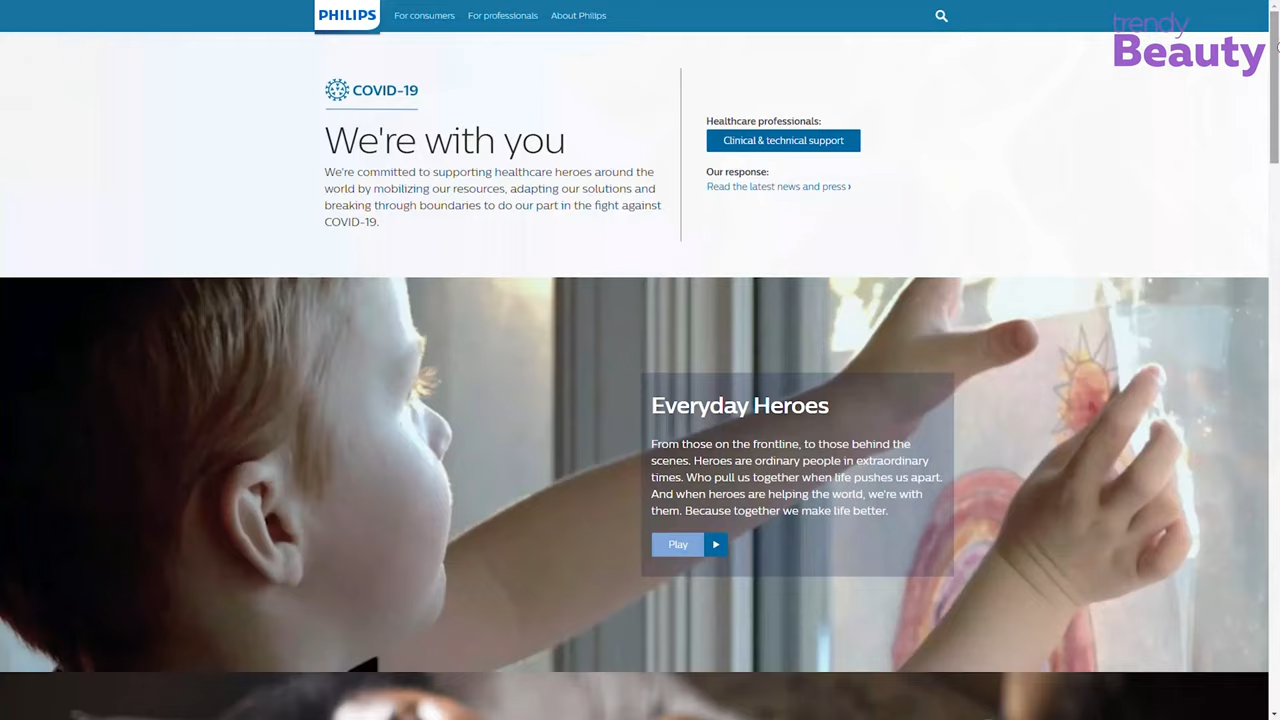 PHILIPS
For consumers
For professionals
About Philips
trendy
Beauty
COVID-19
We're with you
We're committed to supporting healthcare heroes around the
world by mobilizing our resources, adapting our solutions and
breaking through boundaries to do our part in the fight against
COVID-19.
Healthcare professionals:
Clinical & technical support
Our response:
Read the latest news and press ›
Everyday Heroes
From those on the frontline, to those behind the
scenes. Heroes are ordinary people in extraordinary
times. Who pull us together when life pushes us apart.
And when heroes are helping the world, we're with
them. Because together we make life better.
Play